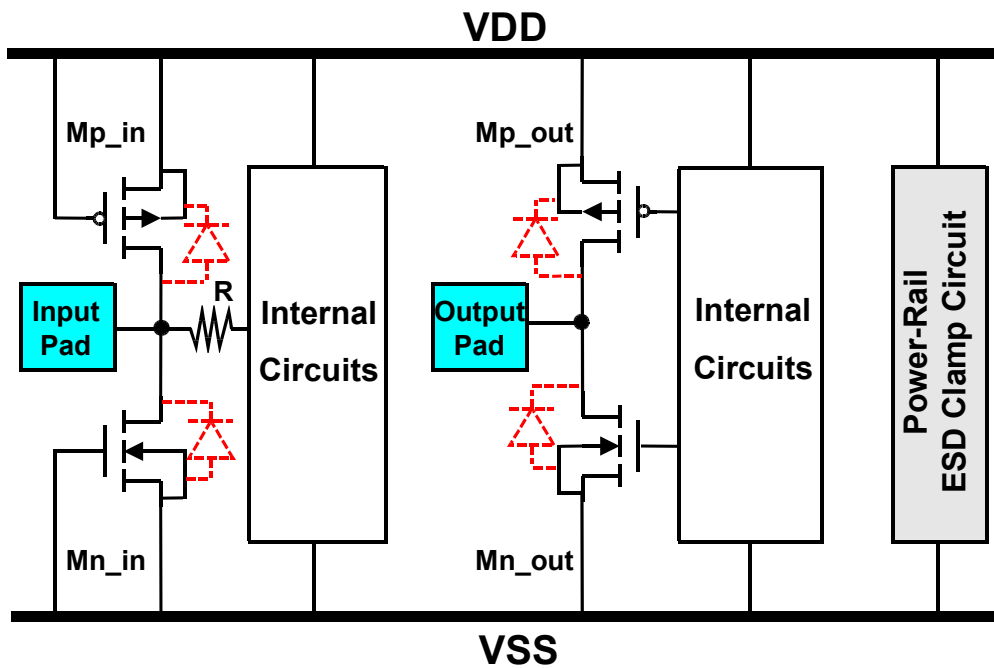 VDD
Mp_in
Mp_out
Input
Pad
R
Internal
Circuits
Output
Pad
Internal
Circuits
Power-Rail
ESD Clamp Circuit
Mn_in
Mn_out
VSS